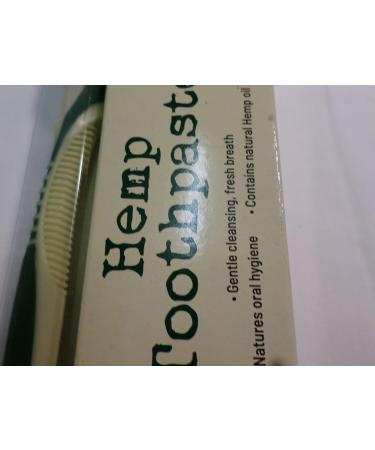 Hemp
Toothpaste
• Gentle cleansing, fresh breath
Natures oral hygiene • Contains natural Hemp oil